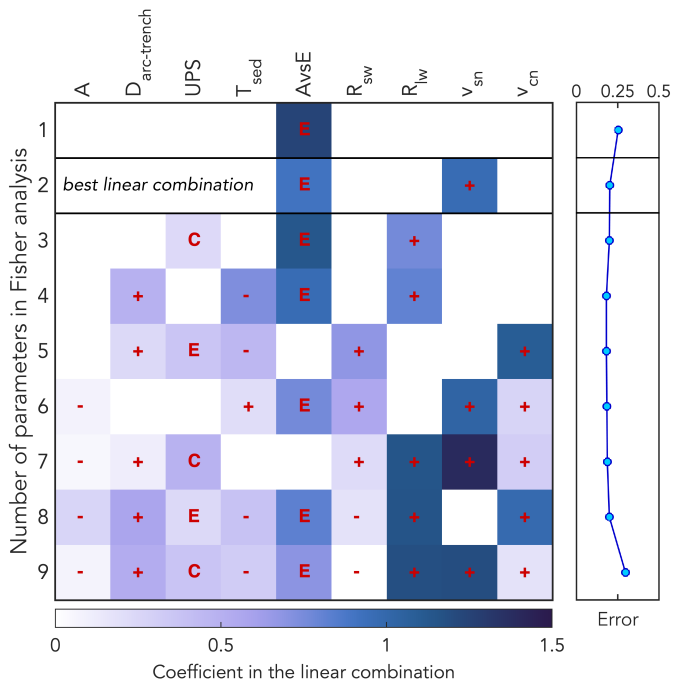 A D_arc-trench UPS T_sed AvsE R_sw R_lw v_sn v_cn
0 0.25 0.5
Number of parameters in Fisher analysis
1 E
2 best linear combination E +
3 C E +
4 + - E +
5 + E - + +
6 - + E + + +
7 - + C + + + +
8 - + E - E - + +
9 - + C - E - + + +
0 0.5 1 1.5
Coefficient in the linear combination
Error